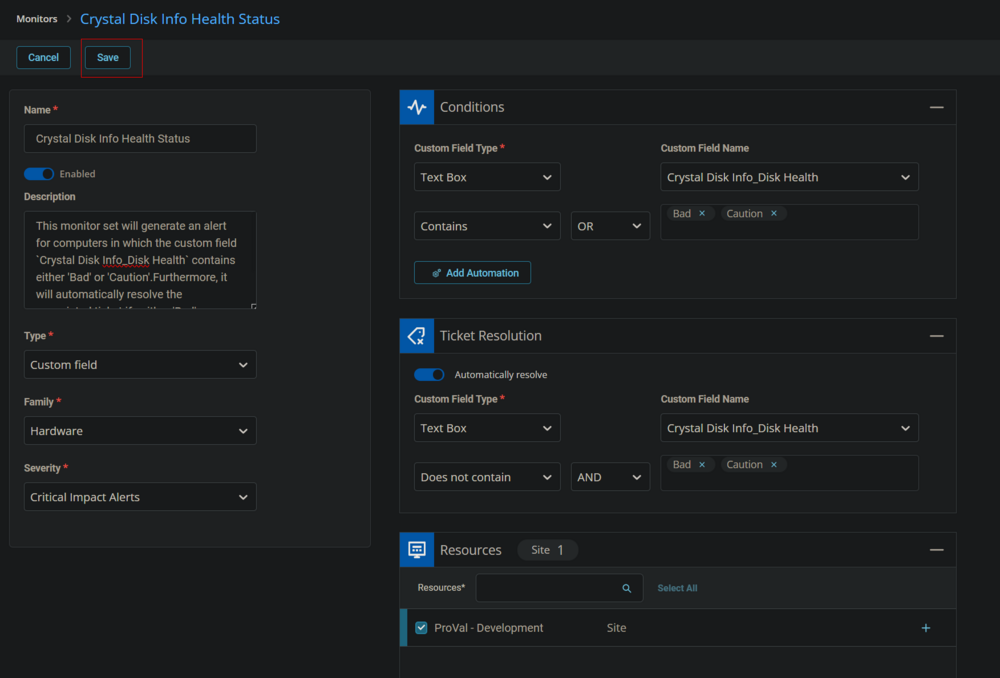 Monitors > Crystal Disk Info Health Status
Cancel Save
Name *
Crystal Disk Info Health Status
Enabled
Description
This monitor set will generate an alert
for computers in which the custom field
`Crystal Disk Info_Disk Health` contains
either 'Bad' or 'Caution'.Furthermore, it
will automatically resolve the
Type *
Custom field
Family *
Hardware
Severity *
Critical Impact Alerts
Conditions
Custom Field Type * Custom Field Name
Text Box Crystal Disk Info_Disk Health
Contains OR Bad × Caution ×
Add Automation
Ticket Resolution
Automatically resolve
Custom Field Type * Custom Field Name
Text Box Crystal Disk Info_Disk Health
Does not contain AND Bad × Caution ×
Resources Site 1
Resources* Select All
ProVal - Development Site +